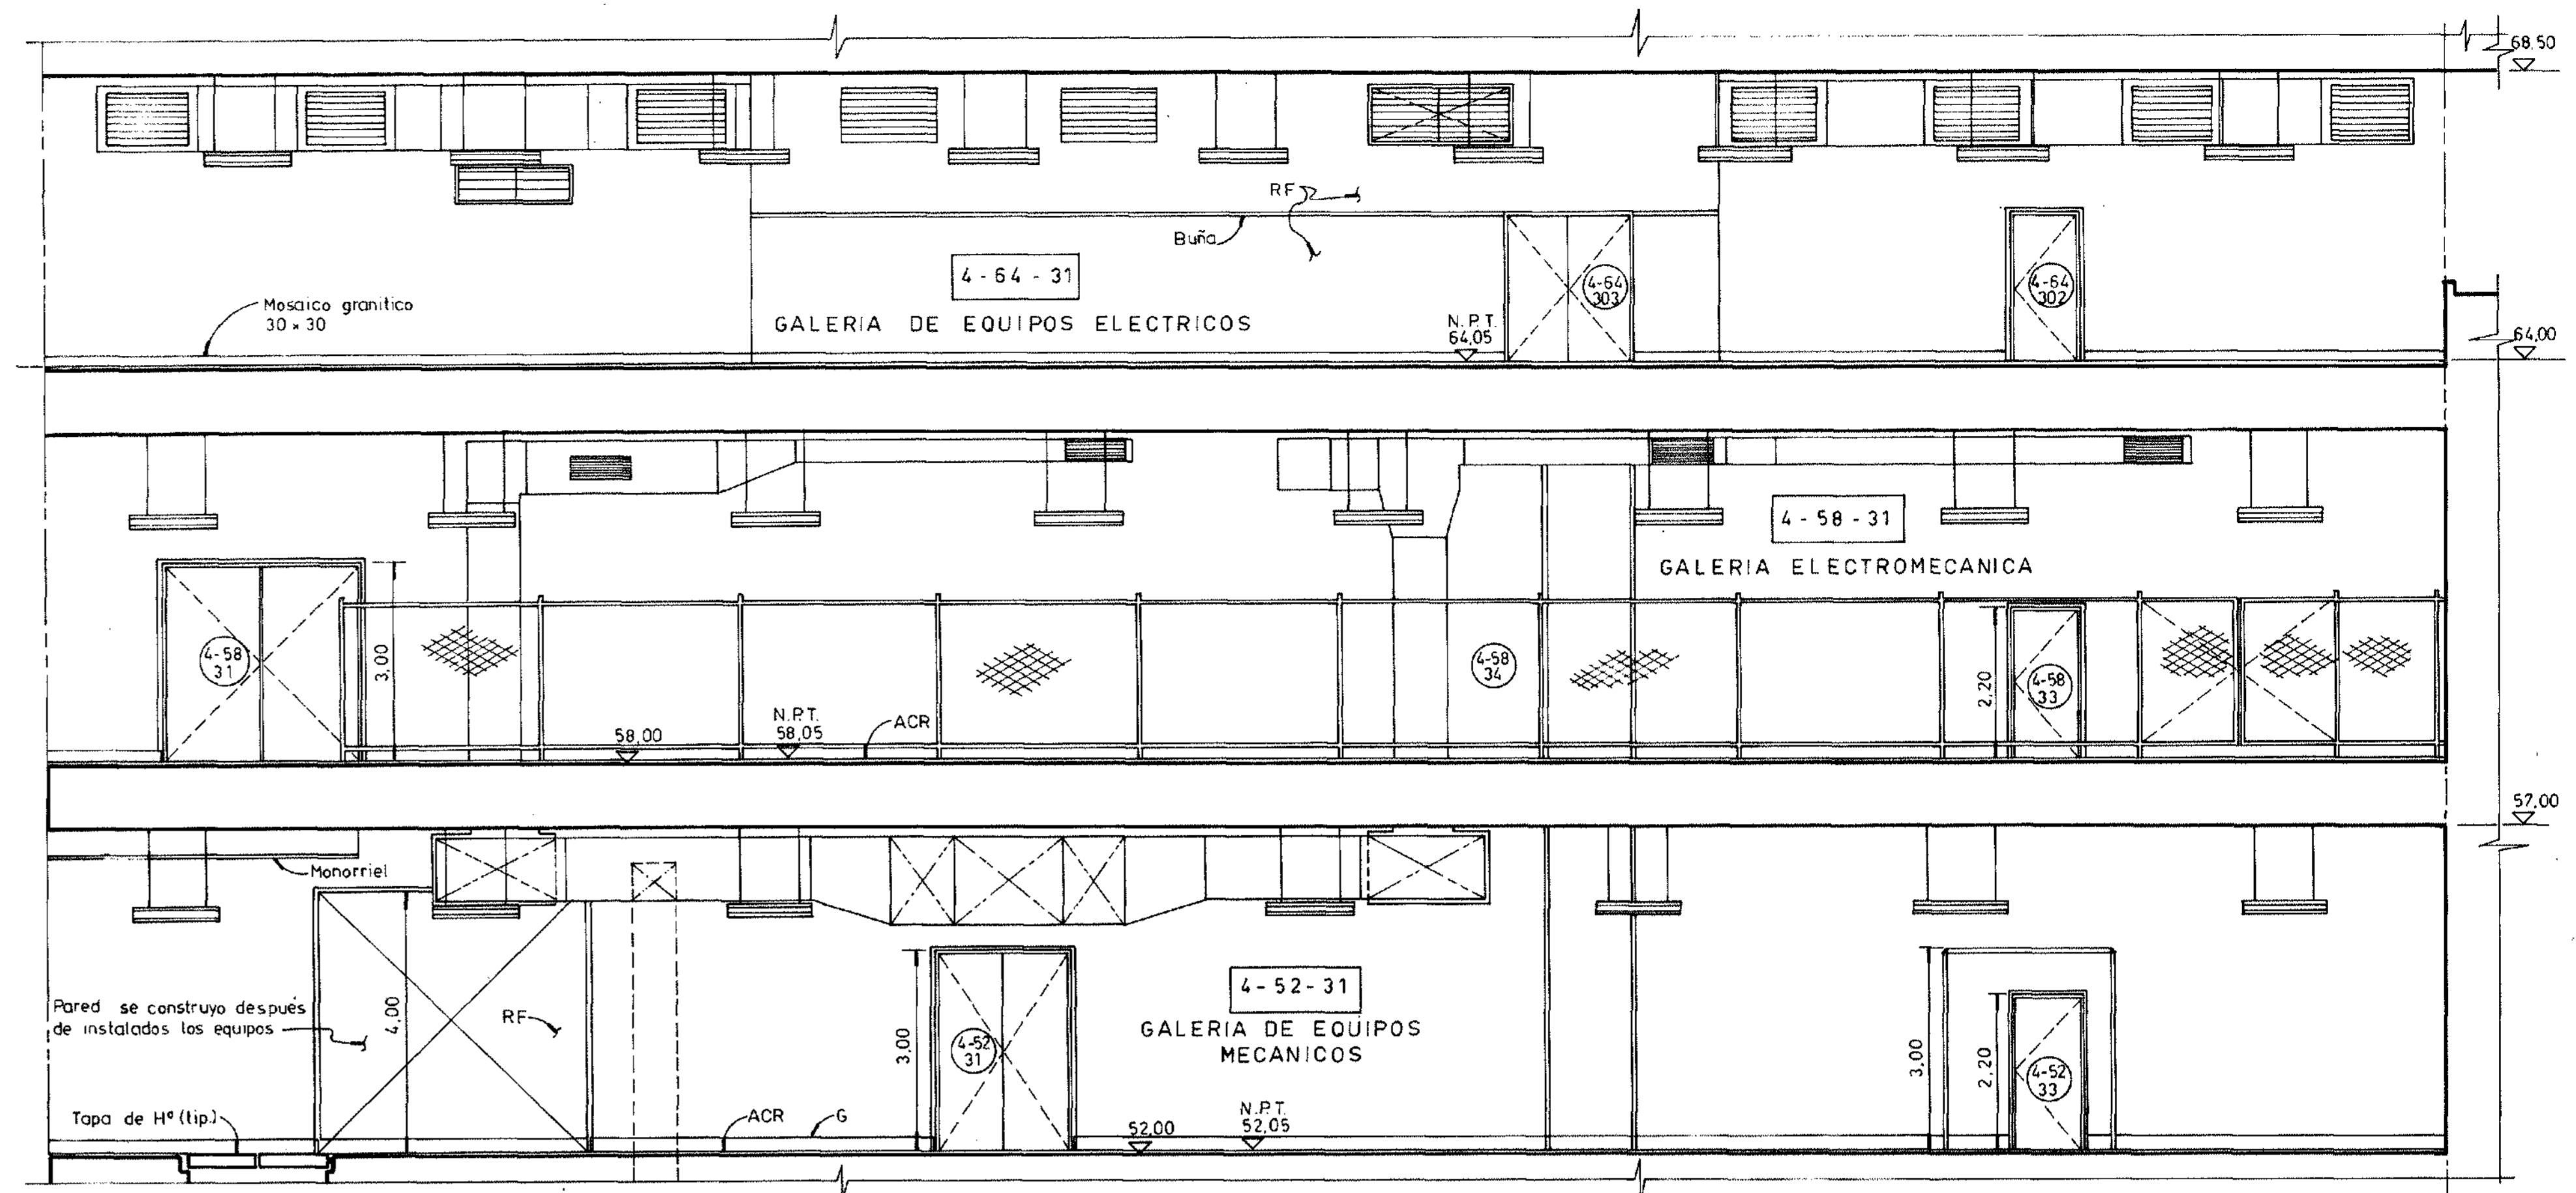 68,50
RF
Buña
4-64-31
4-64
303
4-64
302
Mosaico granitico
30 x 30
GALERIA DE EQUIPOS ELECTRICOS
N.P.T.
64,05
64,00
4-58-31
GALERIA ELECTROMECANICA
4-58
31
3,00
4-58
34
2,20
4-58
33
58,00
N.P.T.
58,05
ACR
57,00
Monorriel
Pared se construyo después
de instalados los equipos
4,00
RF
3,00
4-52
31
4-52-31
GALERIA DE EQUIPOS
MECANICOS
3,00
2,20
4-52
33
Tapa de Hº (tip.)
ACR
G
52,00
N.P.T.
52,05